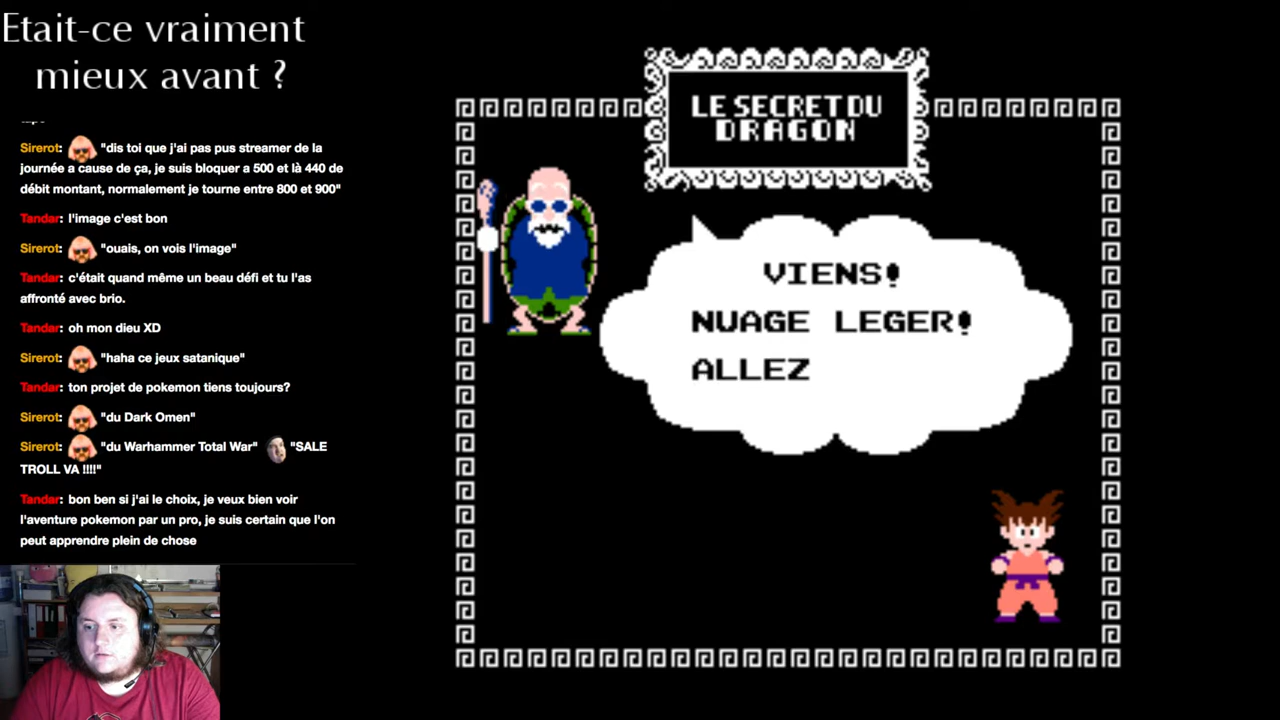 Etait-ce vraiment
mieux avant ?
Sirerot: "dis toi que j'ai pas pus streamer de la
journée a cause de ça, je suis bloquer a 500 et là 440 de
débit montant, normalement je tourne entre 800 et 900"
Tandar: l'image c'est bon
Sirerot: "ouais, on vois l'image"
Tandar: c'était quand même un beau défi et tu l'as
affronté avec brio.
Tandar: oh mon dieu XD
Sirerot: "haha ce jeux satanique"
Tandar: ton projet de pokemon tiens toujours?
Sirerot: "du Dark Omen"
Sirerot: "du Warhammer Total War" "SALE
TROLL VA !!!!"
Tandar: bon ben si j'ai le choix, je veux bien voir
l'aventure pokemon par un pro, je suis certain que l'on
peut apprendre plein de chose
LE SECRET DU
DRAGON
VIENS!
NUAGE LEGER!
ALLEZ